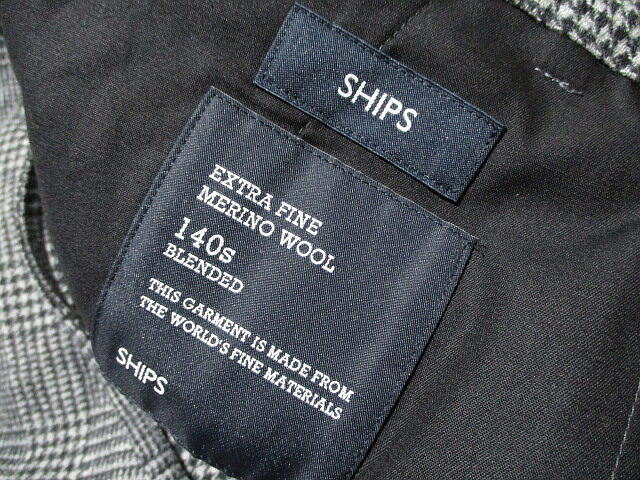 SHIPS
EXTRA FINE
MERINO WOOL
140s
BLENDED
THIS GARMENT IS MADE FROM
THE WORLD'S FINE MATERIALS
SHIPS